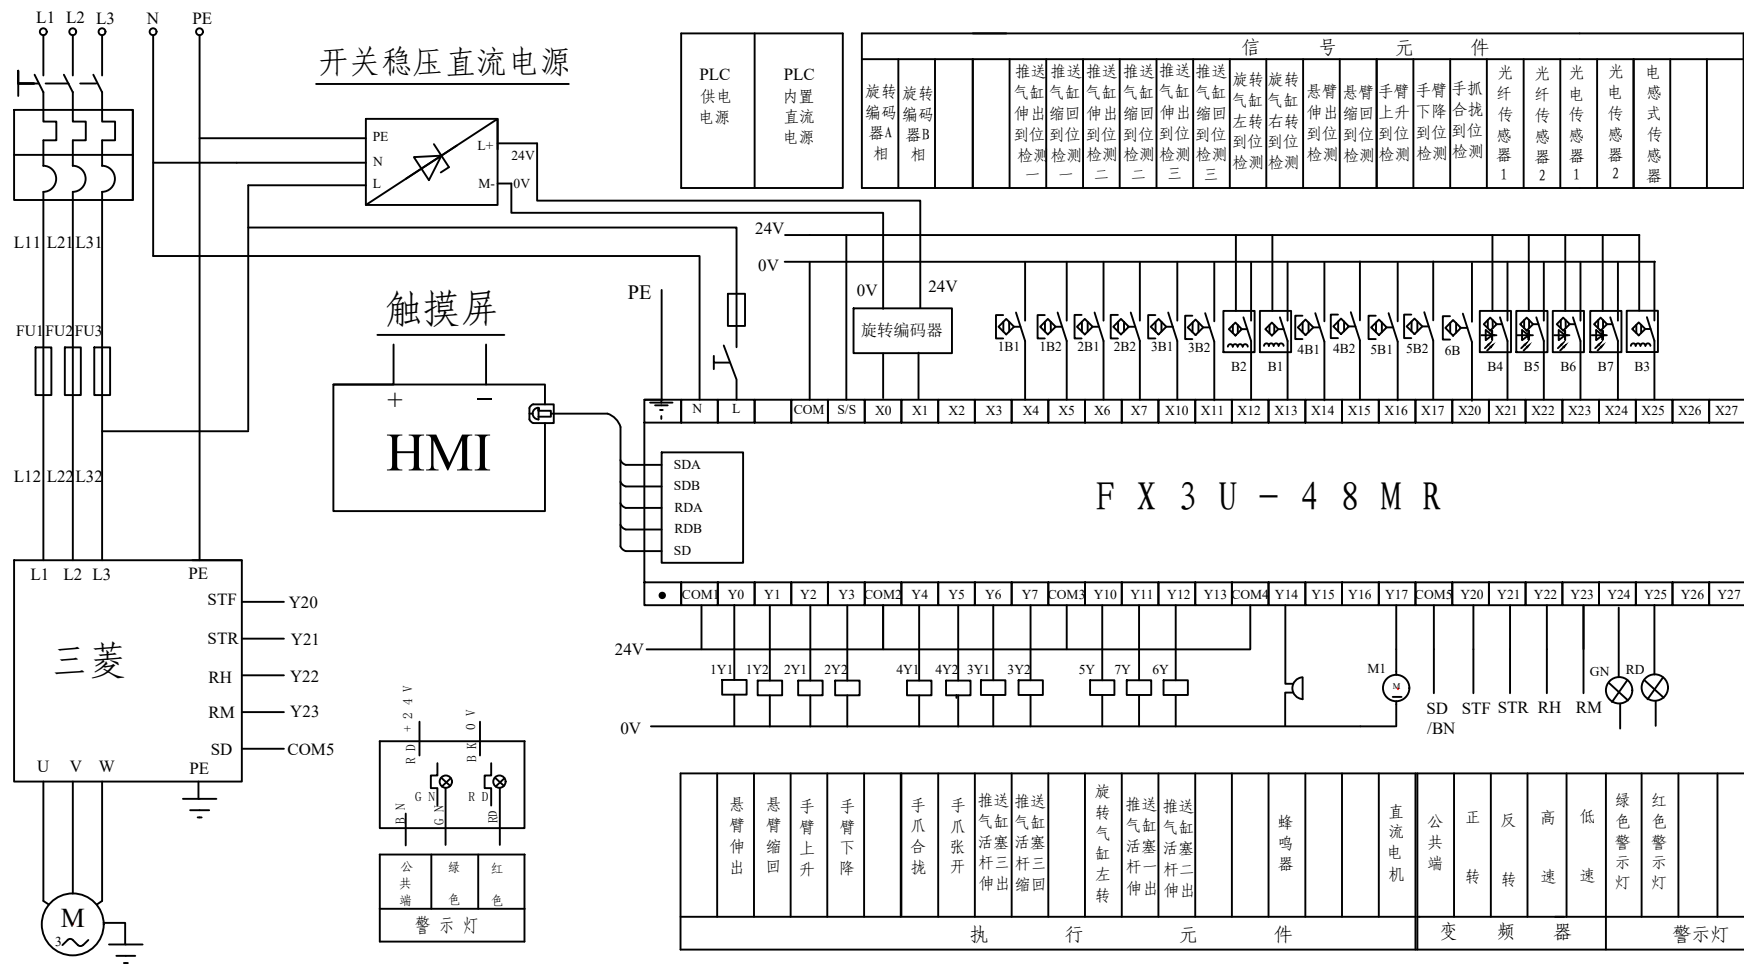 L1 L2 L3 N PE
开关稳压直流电源
PE
N
L
L+
M-
24V
0V
L11 L21 L31
FU1 FU2 FU3
L12 L22 L32
触摸屏
+ −
HMI
L1 L2 L3 PE
三菱
STF Y20
STR Y21
RH Y22
RM Y23
SD COM5
U V W PE
M
3
RD +24V
BK 0V
GN RD
BN GN RD
公共端 绿色 红色
警示灯
PLC供电电源
PLC内置直流电源
信号元件
旋转编码器A相
旋转编码器B相
推送气缸伸出到位检测一
推送气缸缩回到位检测一
推送气缸伸出到位检测二
推送气缸缩回到位检测二
推送气缸伸出到位检测三
推送气缸缩回到位检测三
旋转气缸左转到位检测
旋转气缸右转到位检测
悬臂伸出到位检测
悬臂缩回到位检测
手臂上升到位检测
手臂下降到位检测
手抓合拢到位检测
光纤传感器1
光纤传感器2
光电传感器1
光电传感器2
电感式传感器
24V
0V
PE
0V 24V
旋转编码器
1B1 1B2 2B1 2B2 3B1 3B2 B2 B1 4B1 4B2 5B1 5B2 6B B4 B5 B6 B7 B3
N L COM S/S X0 X1 X2 X3 X4 X5 X6 X7 X10 X11 X12 X13 X14 X15 X16 X17 X20 X21 X22 X23 X24 X25 X26 X27
SDA
SDB
RDA
RDB
SD
FX3U-48MR
COM1 Y0 Y1 Y2 Y3 COM2 Y4 Y5 Y6 Y7 COM3 Y10 Y11 Y12 Y13 COM4 Y14 Y15 Y16 Y17 COM5 Y20 Y21 Y22 Y23 Y24 Y25 Y26 Y27
24V
1Y1 1Y2 2Y1 2Y2 4Y1 4Y2 3Y1 3Y2 5Y 7Y 6Y M1 GN RD
M
0V
SD/BN STF STR RH RM
悬臂伸出
悬臂缩回
手臂上升
手臂下降
手爪合拢
手爪张开
推送气缸活塞杆三伸出
推送气缸活塞杆三缩回
旋转气缸左转
推送气缸活塞杆一伸出
推送气缸活塞杆二伸出
蜂鸣器
直流电机
公共端
正转
反转
高速
低速
绿色警示灯
红色警示灯
执行元件 变频器 警示灯